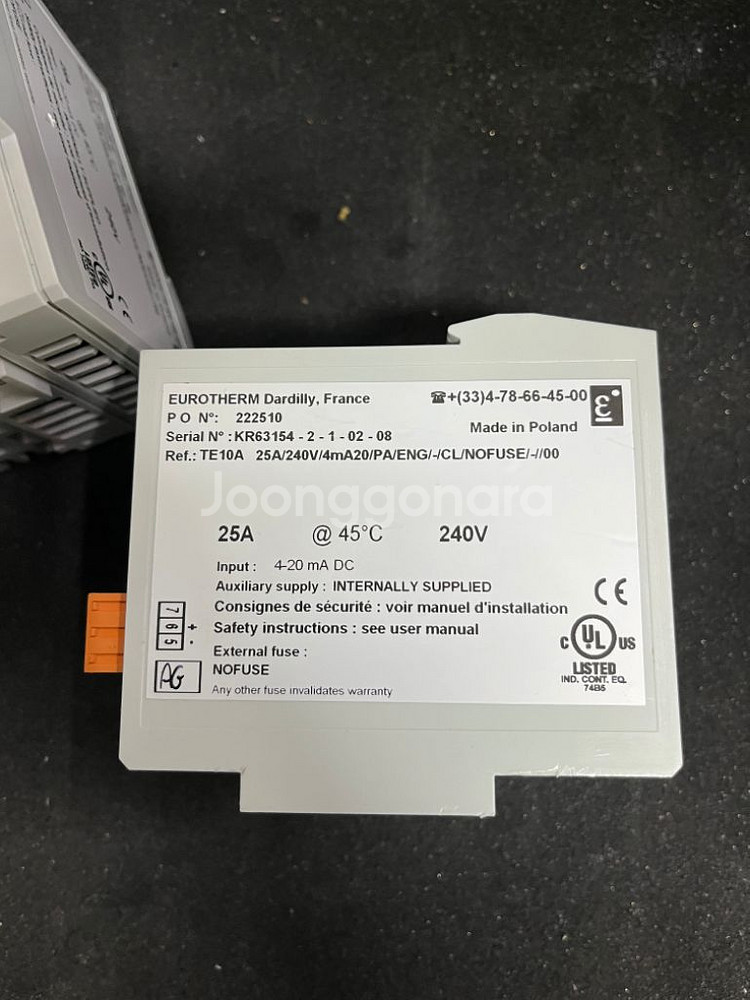 EUROTHERM Dardilly, France
☎+(33)4-78-66-45-00
P O N°: 222510
Made in Poland
Serial N° : KR63154 - 2 - 1 - 02 - 08
Ref.: TE10A 25A/240V/4mA20/PA/ENG/-/CL/NOFUSE/-//00
Joonggonara
25A @ 45°C 240V
Input : 4-20 mA DC
Auxiliary supply : INTERNALLY SUPPLIED
CE
Consignes de sécurité : voir manuel d'installation
7 6 5 + -
Safety instructions : see user manual
C UL US
LISTED
IND. CONT. EQ.
74B5
External fuse :
AG
NOFUSE
Any other fuse invalidates warranty